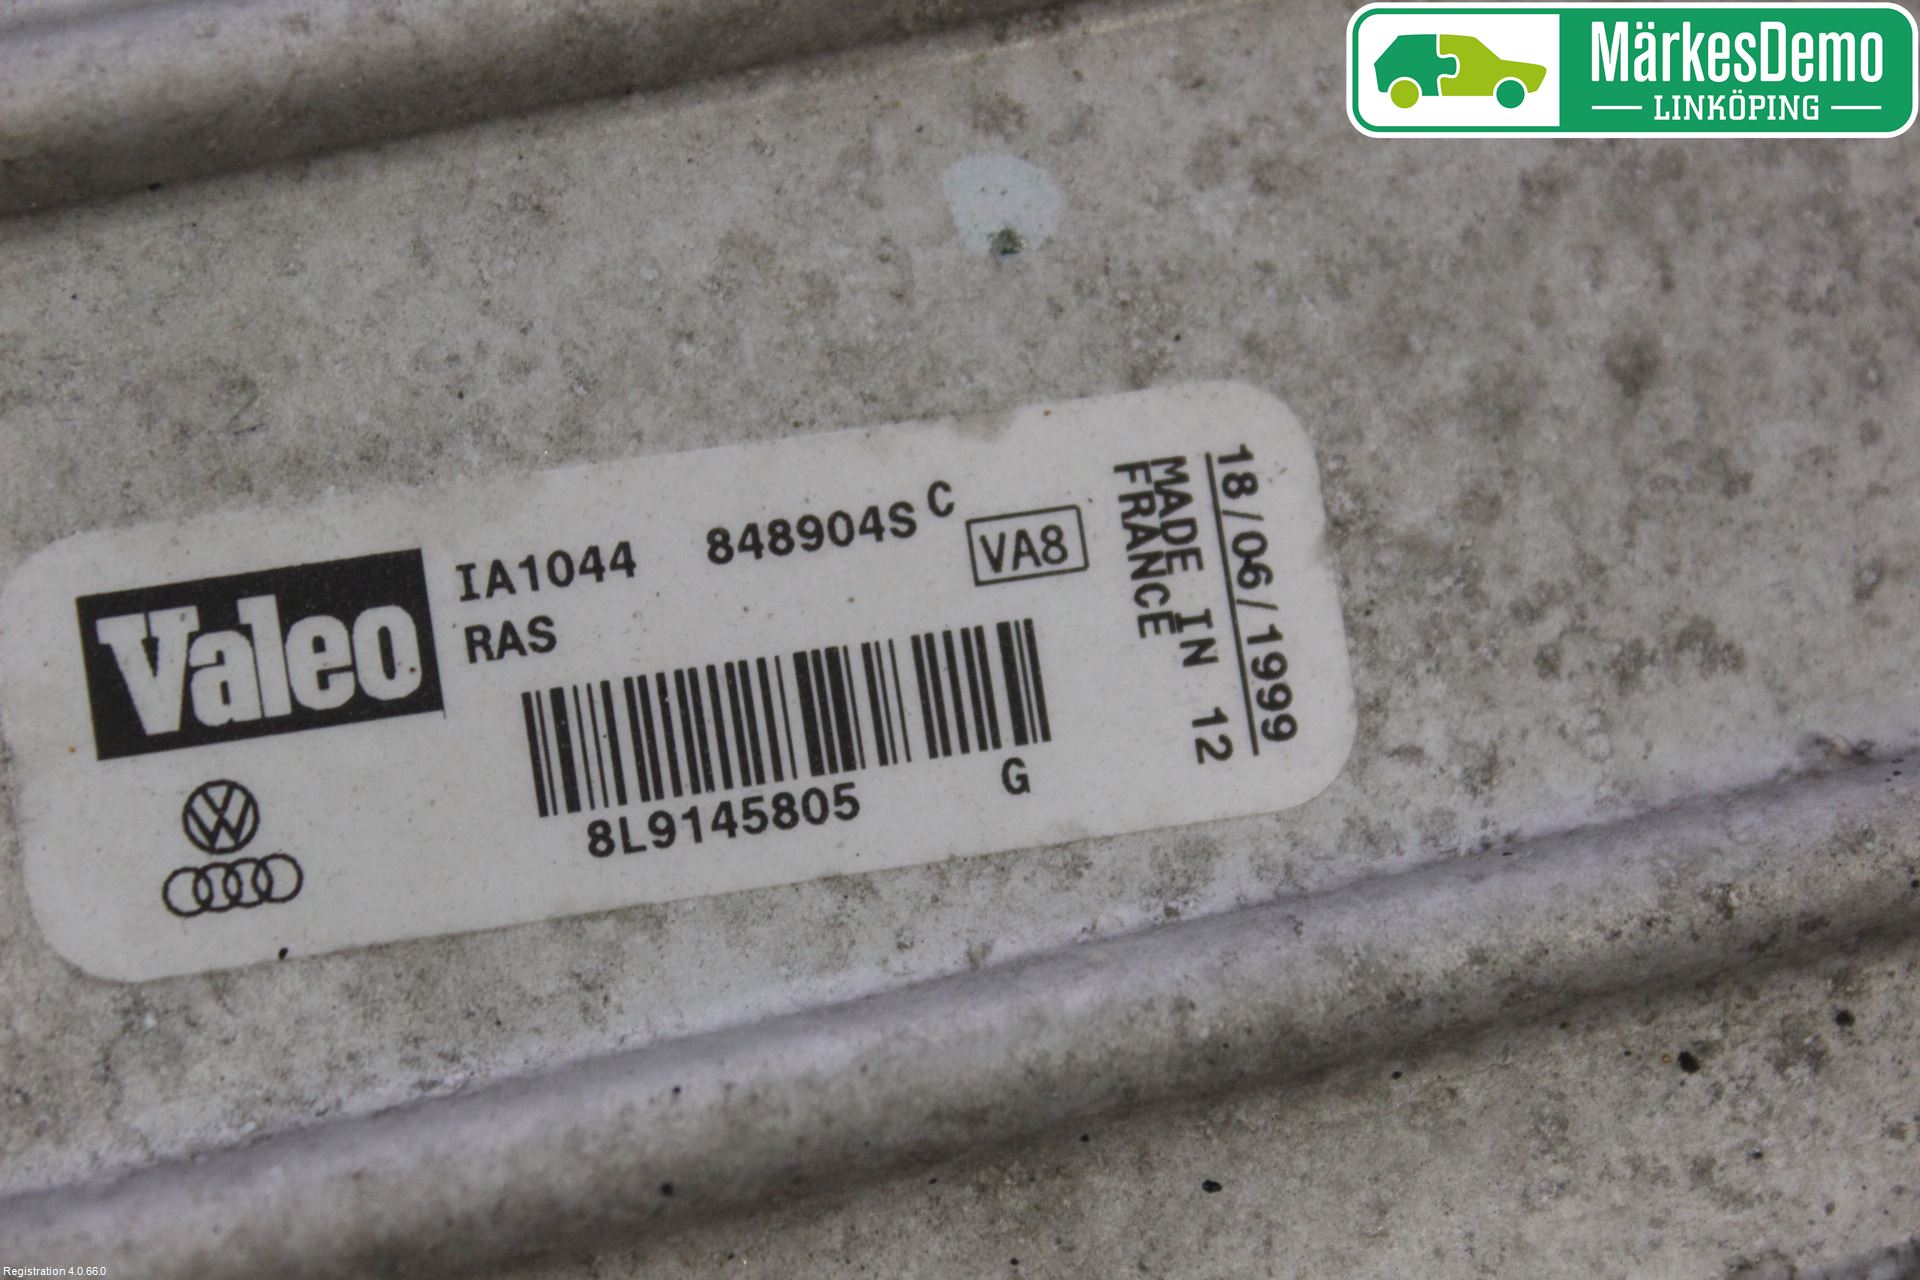 MärkesDemo
LINKÖPING
Valeo
IA1044 848904S C
VA8
RAS
8L9145805 G
18/06/1999
MADE IN 12
FRANCE
Registration 4.0.66.0